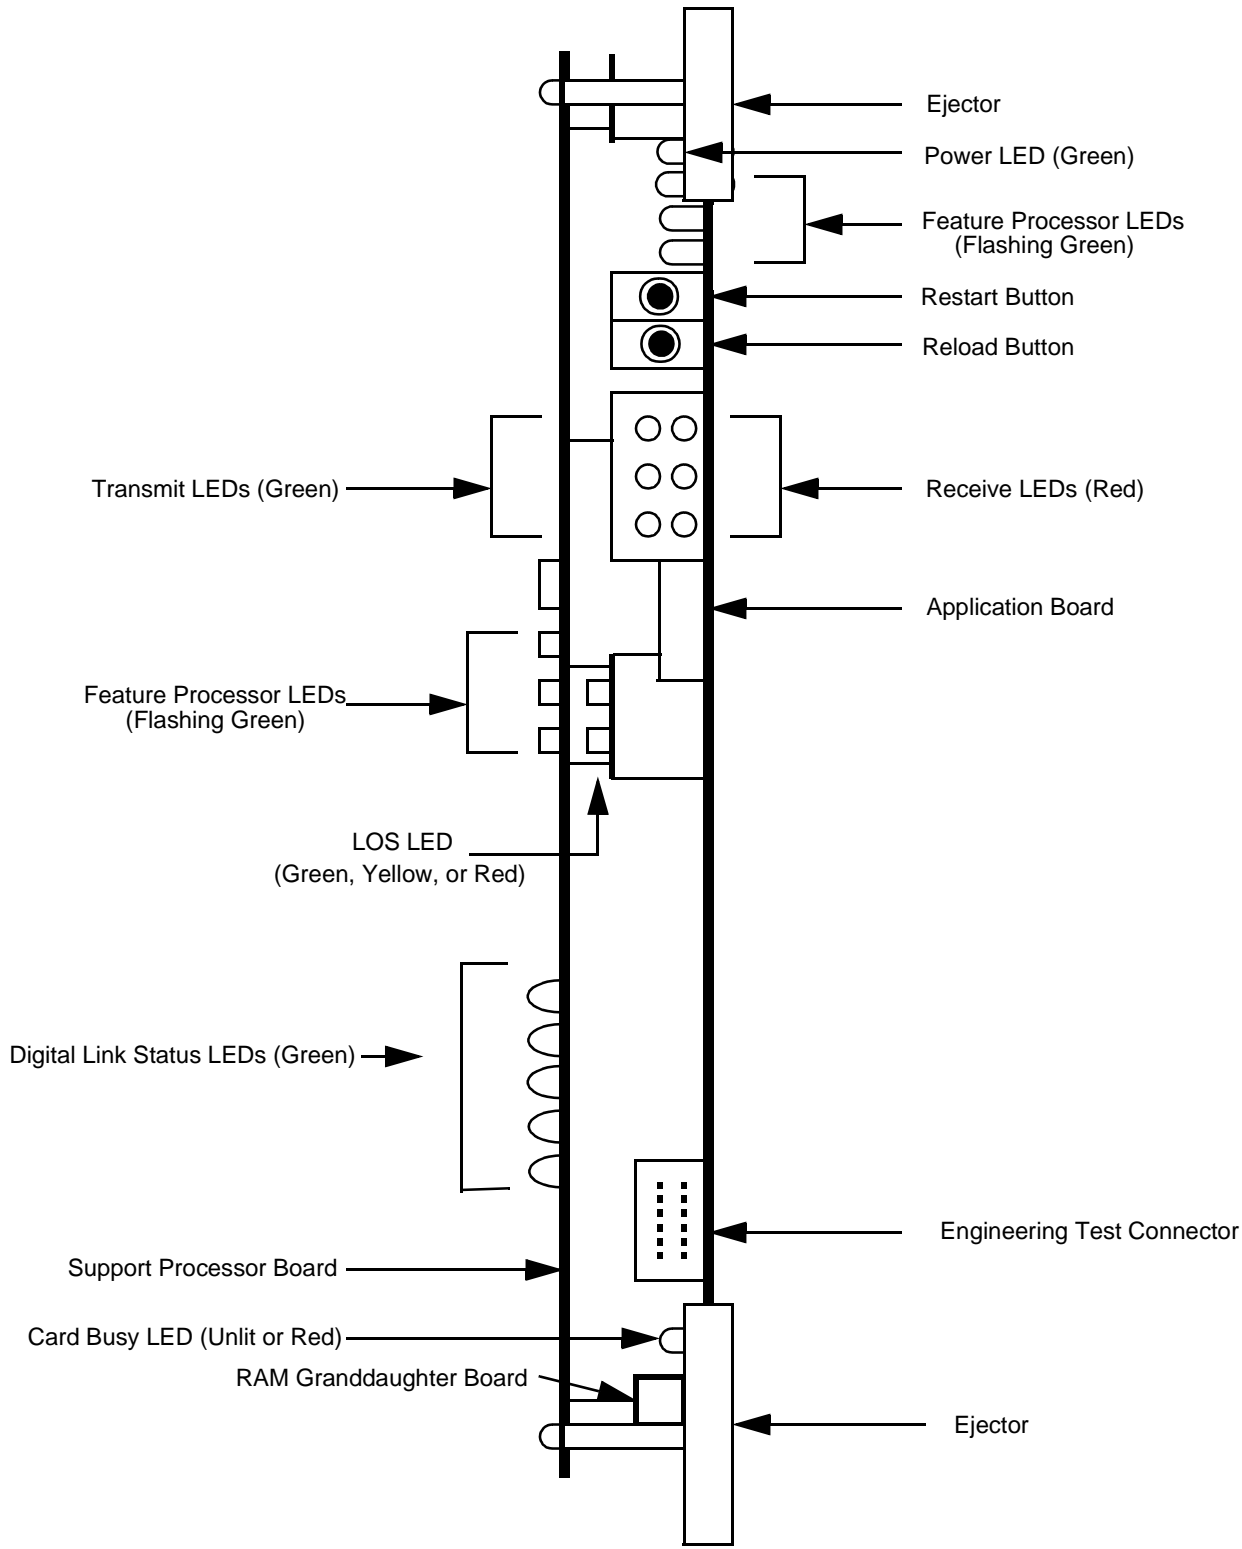 Ejector
Power LED (Green)
Feature Processor LEDs
(Flashing Green)
Restart Button
Reload Button
Transmit LEDs (Green)
Receive LEDs (Red)
Application Board
Feature Processor LEDs
(Flashing Green)
LOS LED
(Green, Yellow, or Red)
Digital Link Status LEDs (Green)
Engineering Test Connector
Support Processor Board
Card Busy LED (Unlit or Red)
RAM Granddaughter Board
Ejector